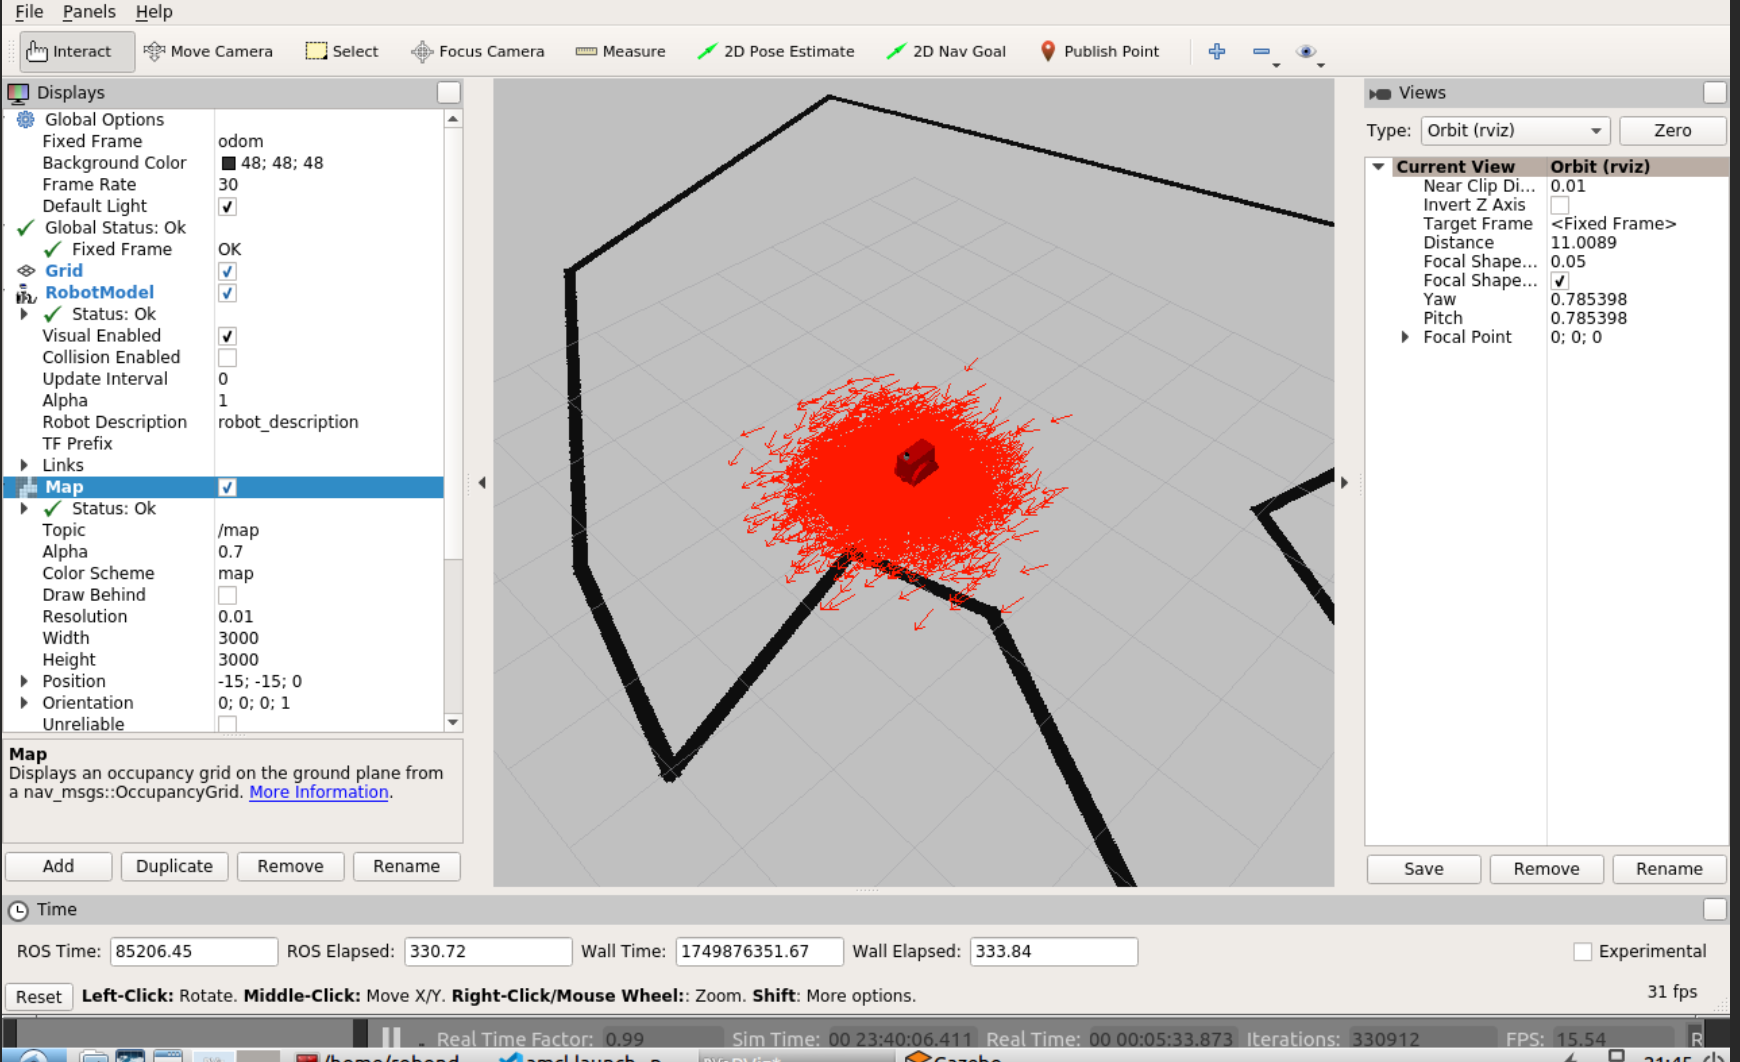 File Panels Help
Interact Move Camera Select Focus Camera Measure 2D Pose Estimate 2D Nav Goal Publish Point
Displays
Global Options
Fixed Frame odom
Background Color 48; 48; 48
Frame Rate 30
Default Light
Global Status: Ok
Fixed Frame OK
Grid
RobotModel
Status: Ok
Visual Enabled
Collision Enabled
Update Interval 0
Alpha 1
Robot Description robot_description
TF Prefix
Links
Map
Status: Ok
Topic /map
Alpha 0.7
Color Scheme map
Draw Behind
Resolution 0.01
Width 3000
Height 3000
Position -15; -15; 0
Orientation 0; 0; 0; 1
Unreliable
Map
Displays an occupancy grid on the ground plane from
a nav_msgs::OccupancyGrid. More Information.
Add Duplicate Remove Rename
Views
Type: Orbit (rviz) Zero
Current View Orbit (rviz)
Near Clip Di... 0.01
Invert Z Axis
Target Frame <Fixed Frame>
Distance 11.0089
Focal Shape... 0.05
Focal Shape...
Yaw 0.785398
Pitch 0.785398
Focal Point 0; 0; 0
Save Remove Rename
Time
ROS Time: 85206.45 ROS Elapsed: 330.72 Wall Time: 1749876351.67 Wall Elapsed: 333.84 Experimental
Reset Left-Click: Rotate. Middle-Click: Move X/Y. Right-Click/Mouse Wheel:: Zoom. Shift: More options. 31 fps
Real Time Factor: 0.99 Sim Time: 00 23:40:06.411 Real Time: 00 00:05:33.873 Iterations: 330912 FPS: 15.54 R
Gazebo 21:45